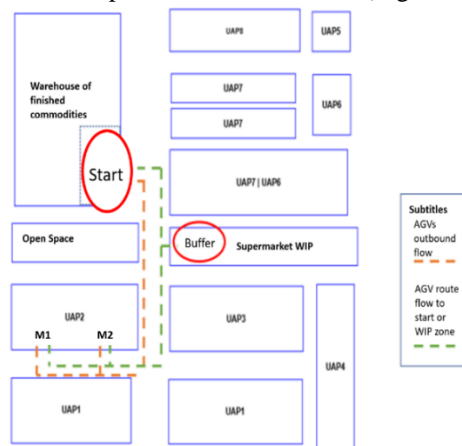 UAP8
UAP5
Warehouse of
finished
commodities
UAP7
UAP6
UAP7
Start
UAP7 | UAP6
Subtitles
AGVs
outbound
flow
AGV route
flow to
start or
WIP zone
Open Space
Buffer
Supermarket WIP
UAP2
M1
M2
UAP3
UAP4
UAP1
UAP1